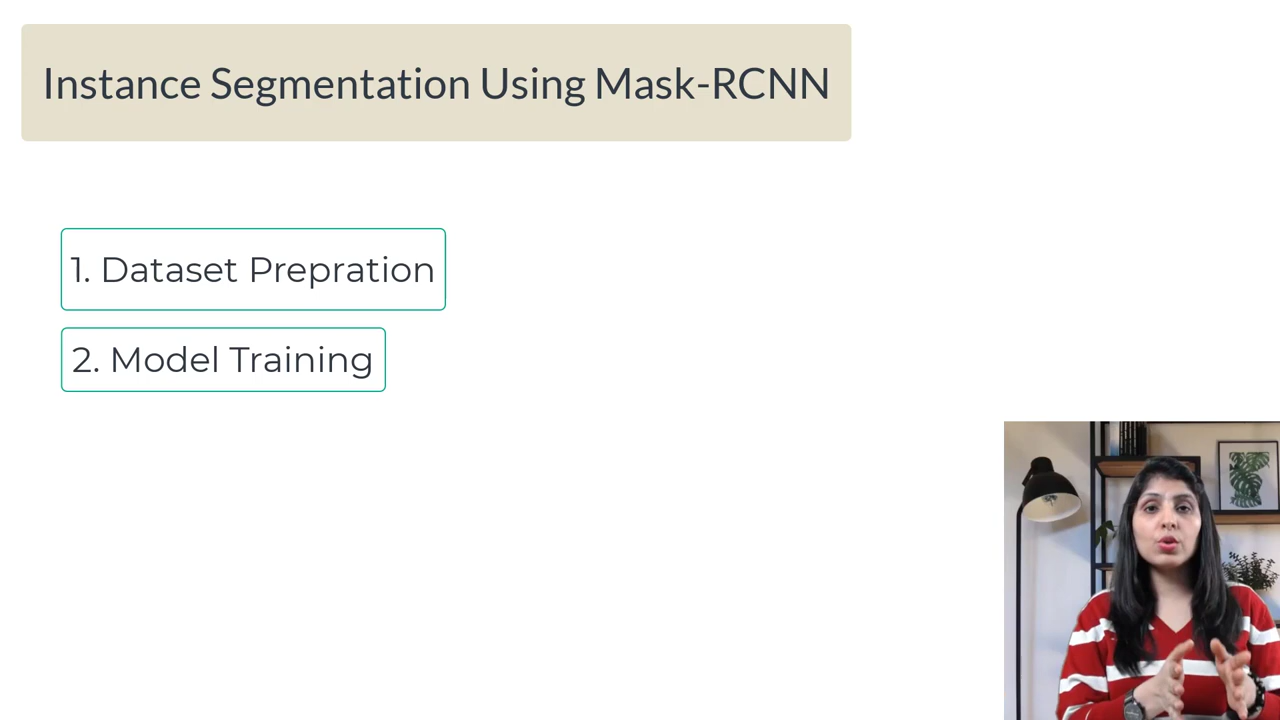 Instance Segmentation Using Mask-RCNN
1. Dataset Prepration
2. Model Training